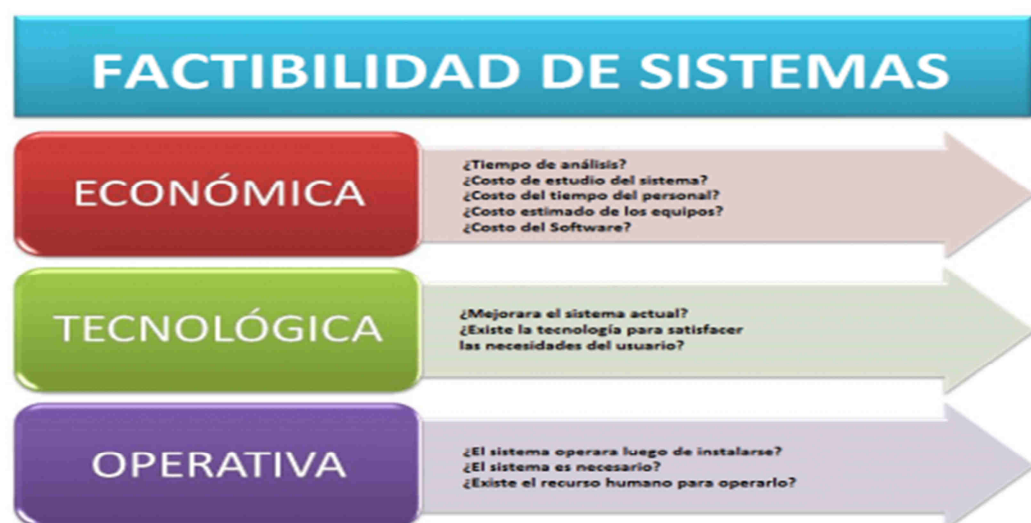 FACTIBILIDAD DE SISTEMAS
ECONÓMICA
¿Tiempo de análisis?
¿Costo de estudio del sistema?
¿Costo del tiempo del personal?
¿Costo estimado de los equipos?
¿Costo del Software?
TECNOLÓGICA
¿Mejorara el sistema actual?
¿Existe la tecnología para satisfacer
las necesidades del usuario?
OPERATIVA
¿El sistema operara luego de instalarse?
¿El sistema es necesario?
¿Existe el recurso humano para operarlo?